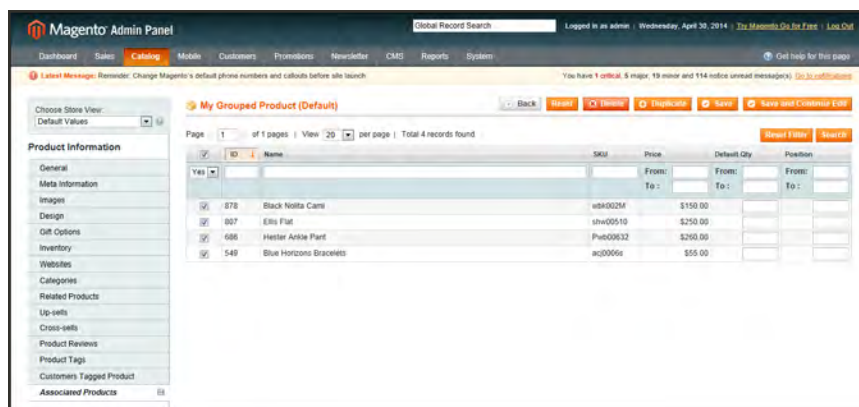 Magento® Admin Panel
Global Record Search
Logged in as admin | Wednesday, April 30, 2014 | Try Magento Go for Free | Log Out
Dashboard Sales Catalog Mobile Customers Promotions Newsletter CMS Reports System
Get help for this page
Latest Message: Reminder: Change Magento's default phone numbers and callouts before site launch
You have 1 critical, 5 major, 19 minor and 114 notice unread message(s). Go to notifications
Choose Store View:
Default Values
My Grouped Product (Default)
Back Reset Delete Duplicate Save Save and Continue Edit
Page 1 of 1 pages | View 20 per page | Total 4 records found
Reset Filter Search
Product Information
ID Name SKU Price Default Qty Position
Yes From: From: From:
To : To : To :
878 Black Nolita Cami wbk002M $150.00
807 Ellis Flat shw00510 $250.00
686 Hester Ankle Pant Pwb00632 $260.00
549 Blue Horizons Bracelets acj0006s $55.00
General
Meta Information
Images
Design
Gift Options
Inventory
Websites
Categories
Related Products
Up-sells
Cross-sells
Product Reviews
Product Tags
Customers Tagged Product
Associated Products